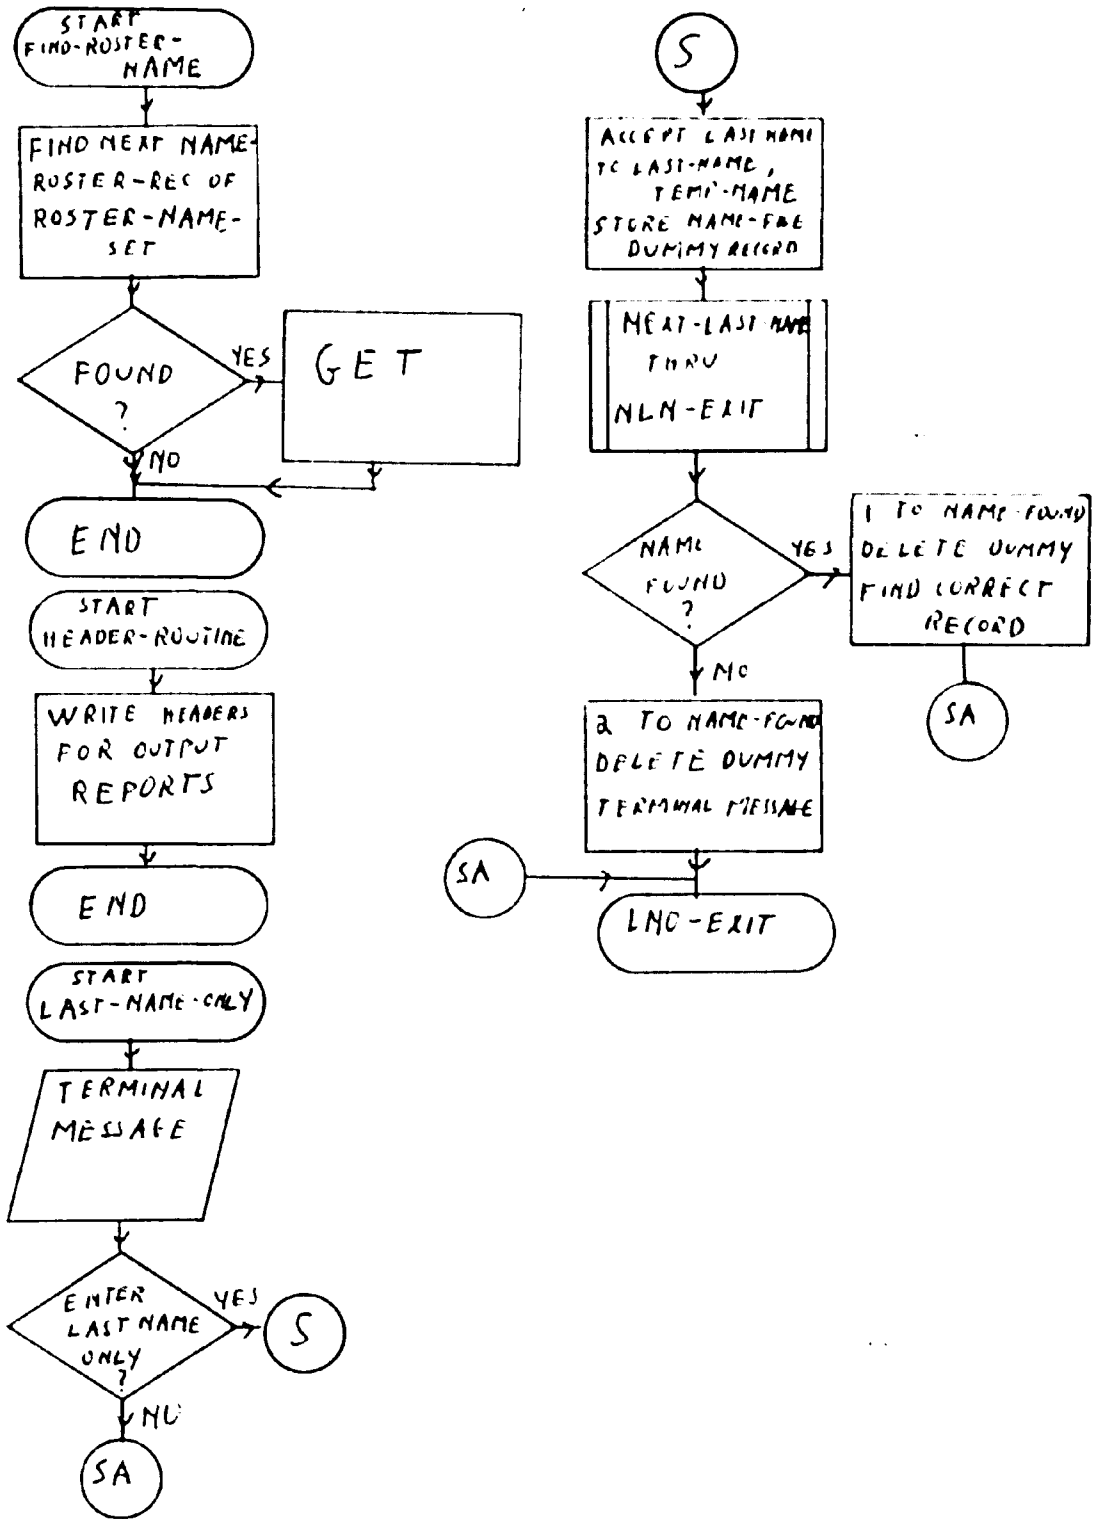 START
FIND-ROSTER-
NAME
FIND NEXT NAME-
ROSTER-REC OF
ROSTER-NAME-
SET
FOUND
?
YES
GET
NO
END
START
HEADER-ROUTINE
WRITE HEADERS
FOR OUTPUT
REPORTS
END
START
LAST-NAME-ONLY
TERMINAL
MESSAGE
ENTER
LAST NAME
ONLY
?
YES
S
NO
SA
S
ACCEPT LAST NAME
TO LAST-NAME,
TEMP-NAME
STORE NAME-FILE
DUMMY RECORD
NEXT-LAST-NAME
THRU
NLN-EXIT
NAME
FOUND
?
YES
1 TO NAME-FOUND
DELETE DUMMY
FIND CORRECT
RECORD
SA
NO
2 TO NAME-FOUND
DELETE DUMMY
TERMINAL MESSAGE
SA
LNO-EXIT